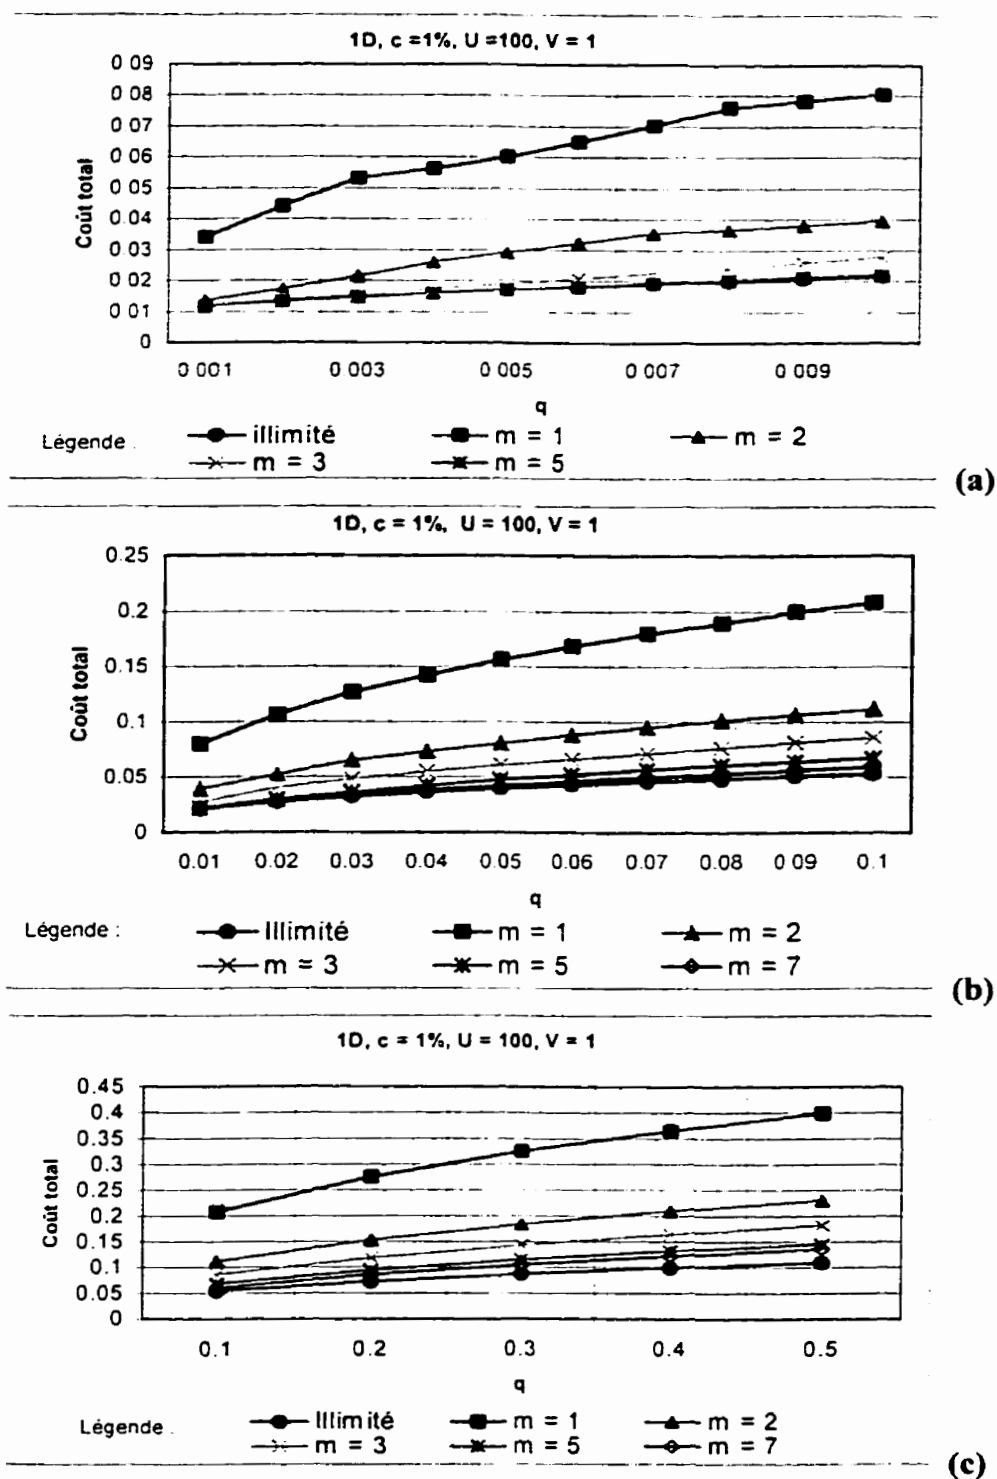 1D, c =1%, U =100, V = 1
0 09
0 08
0 07
0 06
0 05
0.04
0.03
0 02
0 01
0
Coût total
0 001 0 003 0 005 0 007 0 009
q
Légende .
illimité m = 1 m = 2
m = 3 m = 5
(a)
1D, c = 1%, U = 100, V = 1
0.25
0.2
0.15
0.1
0.05
0
Coût total
0.01 0.02 0.03 0.04 0.05 0.06 0.07 0.08 0 09 0.1
q
Légende :
Illimité m = 1 m = 2
m = 3 m = 5 m = 7
(b)
1D, c = 1%, U = 100, V = 1
0.45
0.4
0.35
0.3
0.25
0.2
0.15
0.1
0.05
0
Coût total
0.1 0.2 0.3 0.4 0.5
q
Légende .
Illimité m = 1 m = 2
m = 3 m = 5 m = 7
(c)